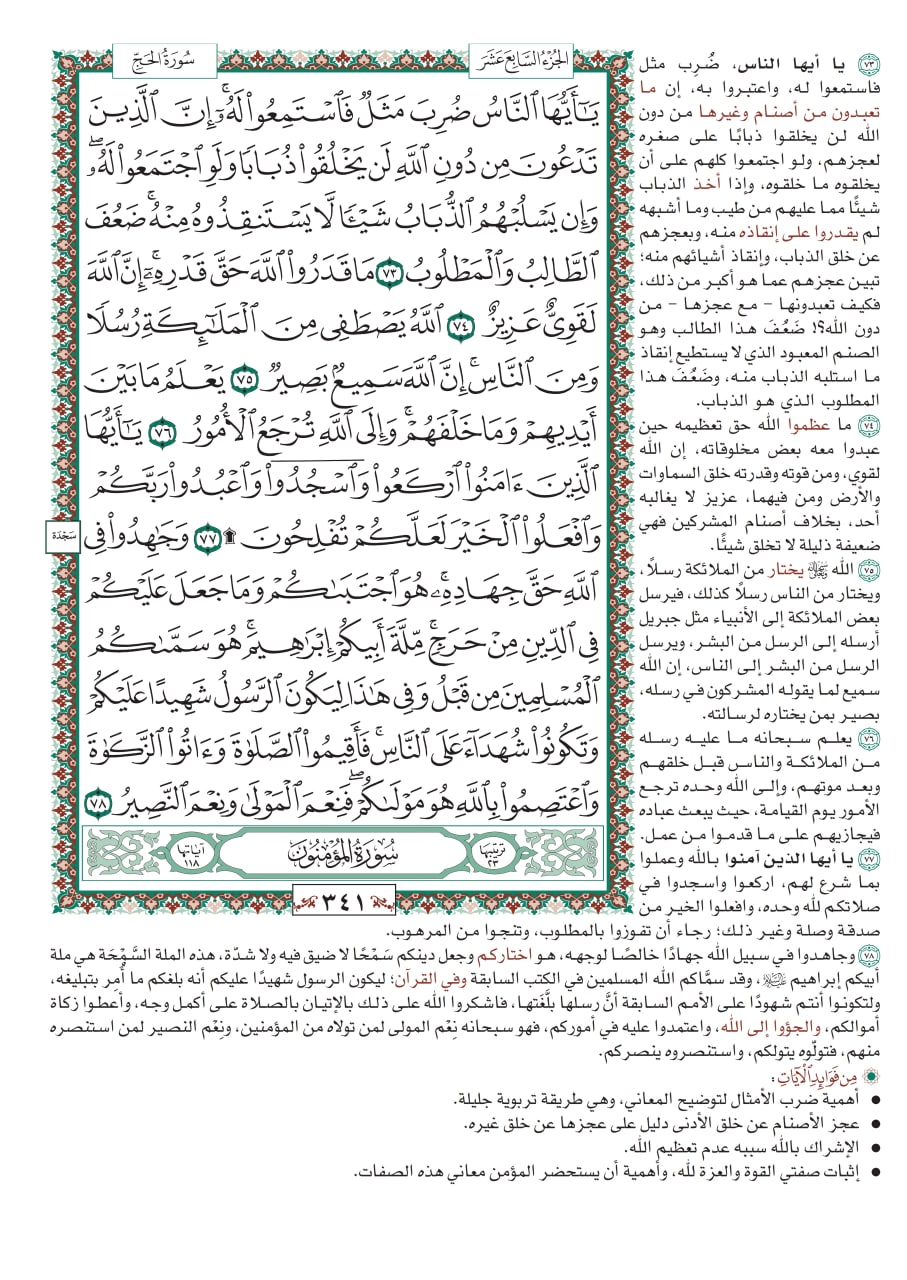 الجُزْءُ السَّابِعَ عَشَرَ
سُورَةُ الحَجِّ
يَٰٓأَيُّهَا ٱلنَّاسُ ضُرِبَ مَثَلٌ فَٱسْتَمِعُوا۟ لَهُۥٓۚ إِنَّ ٱلَّذِينَ
تَدْعُونَ مِن دُونِ ٱللَّهِ لَن يَخْلُقُوا۟ ذُبَابًا وَلَوِ ٱجْتَمَعُوا۟ لَهُۥۖ
وَإِن يَسْلُبْهُمُ ٱلذُّبَابُ شَيْـًٔا لَّا يَسْتَنقِذُوهُ مِنْهُۚ ضَعُفَ
ٱلطَّالِبُ وَٱلْمَطْلُوبُ ٧٣ مَا قَدَرُوا۟ ٱللَّهَ حَقَّ قَدْرِهِۦٓۚ إِنَّ ٱللَّهَ
لَقَوِىٌّ عَزِيزٌ ٧٤ ٱللَّهُ يَصْطَفِى مِنَ ٱلْمَلَٰٓئِكَةِ رُسُلًا
وَمِنَ ٱلنَّاسِۚ إِنَّ ٱللَّهَ سَمِيعٌۢ بَصِيرٌ ٧٥ يَعْلَمُ مَا بَيْنَ
أَيْدِيهِمْ وَمَا خَلْفَهُمْۚ وَإِلَى ٱللَّهِ تُرْجَعُ ٱلْأُمُورُ ٧٦ يَٰٓأَيُّهَا
ٱلَّذِينَ ءَامَنُوا۟ ٱرْكَعُوا۟ وَٱسْجُدُوا۟ وَٱعْبُدُوا۟ رَبَّكُمْ
وَٱفْعَلُوا۟ ٱلْخَيْرَ لَعَلَّكُمْ تُفْلِحُونَ ۩ ٧٧ وَجَٰهِدُوا۟ فِى
سَجْدَة
ٱللَّهِ حَقَّ جِهَادِهِۦۚ هُوَ ٱجْتَبَىٰكُمْ وَمَا جَعَلَ عَلَيْكُمْ
فِى ٱلدِّينِ مِنْ حَرَجٍۚ مِّلَّةَ أَبِيكُمْ إِبْرَٰهِيمَۚ هُوَ سَمَّىٰكُمُ
ٱلْمُسْلِمِينَ مِن قَبْلُ وَفِى هَٰذَا لِيَكُونَ ٱلرَّسُولُ شَهِيدًا عَلَيْكُمْ
وَتَكُونُوا۟ شُهَدَآءَ عَلَى ٱلنَّاسِۚ فَأَقِيمُوا۟ ٱلصَّلَوٰةَ وَءَاتُوا۟ ٱلزَّكَوٰةَ
وَٱعْتَصِمُوا۟ بِٱللَّهِ هُوَ مَوْلَىٰكُمْۖ فَنِعْمَ ٱلْمَوْلَىٰ وَنِعْمَ ٱلنَّصِيرُ ٧٨
ترتيبها ٢٣
سُورَةُ المُؤْمِنُونَ
آياتها ١١٨
٣٤١
٧٣ يا أيها الناس، ضُرِب مثل
فاستمعوا له، واعتبروا به، إن ما
تعبدون من أصنام وغيرها من دون
الله لن يخلقوا ذبابًا على صغره
لعجزهم، ولو اجتمعوا كلهم على أن
يخلقوه ما خلقوه، وإذا أخذ الذباب
شيئًا مما عليهم من طيب وما أشبهه
لم يقدروا على إنقاذه منه، وبعجزهم
عن خلق الذباب، وإنقاذ أشيائهم منه؛
تبين عجزهم عما هو أكبر من ذلك،
فكيف تعبدونها - مع عجزها - من
دون الله؟! ضَعُفَ هذا الطالب وهو
الصنم المعبود الذي لا يستطيع إنقاذ
ما استلبه الذباب منه، وضَعُفَ هذا
المطلوب الذي هو الذباب.
٧٤ ما عظموا الله حق تعظيمه حين
عبدوا معه بعض مخلوقاته، إن الله
لقوي، ومن قوته وقدرته خلق السماوات
والأرض ومن فيهما، عزيز لا يغالبه
أحد، بخلاف أصنام المشركين فهي
ضعيفة ذليلة لا تخلق شيئًا.
٧٥ الله ﷻ يختار من الملائكة رسلًا،
ويختار من الناس رسلًا كذلك، فيرسل
بعض الملائكة إلى الأنبياء مثل جبريل
أرسله إلى الرسل من البشر، ويرسل
الرسل من البشر إلى الناس، إن الله
سميع لما يقوله المشركون في رسله،
بصير بمن يختاره لرسالته.
٧٦ يعلم سبحانه ما عليه رسله
من الملائكة والناس قبل خلقهم
وبعد موتهم، وإلى الله وحده ترجع
الأمور يوم القيامة، حيث يبعث عباده
فيجازيهم على ما قدموا من عمل.
٧٧ يا أيها الذين آمنوا بالله وعملوا
بما شرع لهم، اركعوا واسجدوا في
صلاتكم لله وحده، وافعلوا الخير من
صدقة وصلة وغير ذلك؛ رجاء أن تفوزوا بالمطلوب، وتنجوا من المرهوب.
٧٨ وجاهدوا في سبيل الله جهادًا خالصًا لوجهه، هو اختاركم وجعل دينكم سَمْحًا لا ضيق فيه ولا شدّة، هذه الملة السَّمْحَة هي ملة
أبيكم إبراهيم ﵇، وقد سمَّاكم الله المسلمين في الكتب السابقة وفي القرآن؛ ليكون الرسول شهيدًا عليكم أنه بلغكم ما أُمر بتبليغه،
ولتكونوا أنتم شهودًا على الأمم السابقة أنَّ رسلها بلَّغَتها، فاشكروا الله على ذلك بالإتيان بالصلاة على أكمل وجه، وأعطوا زكاة
أموالكم، والجؤوا إلى الله، واعتمدوا عليه في أموركم، فهو سبحانه نِعْم المولى لمن تولاه من المؤمنين، ونِعْم النصير لمن استنصره
منهم، فتولّوه يتولكم، واستنصروه ينصركم.
مِن فَوَائِدِ الْآيَاتِ:
• أهمية ضرب الأمثال لتوضيح المعاني، وهي طريقة تربوية جليلة.
• عجز الأصنام عن خلق الأدنى دليل على عجزها عن خلق غيره.
• الإشراك بالله سببه عدم تعظيم الله.
• إثبات صفتي القوة والعزة لله، وأهمية أن يستحضر المؤمن معاني هذه الصفات.